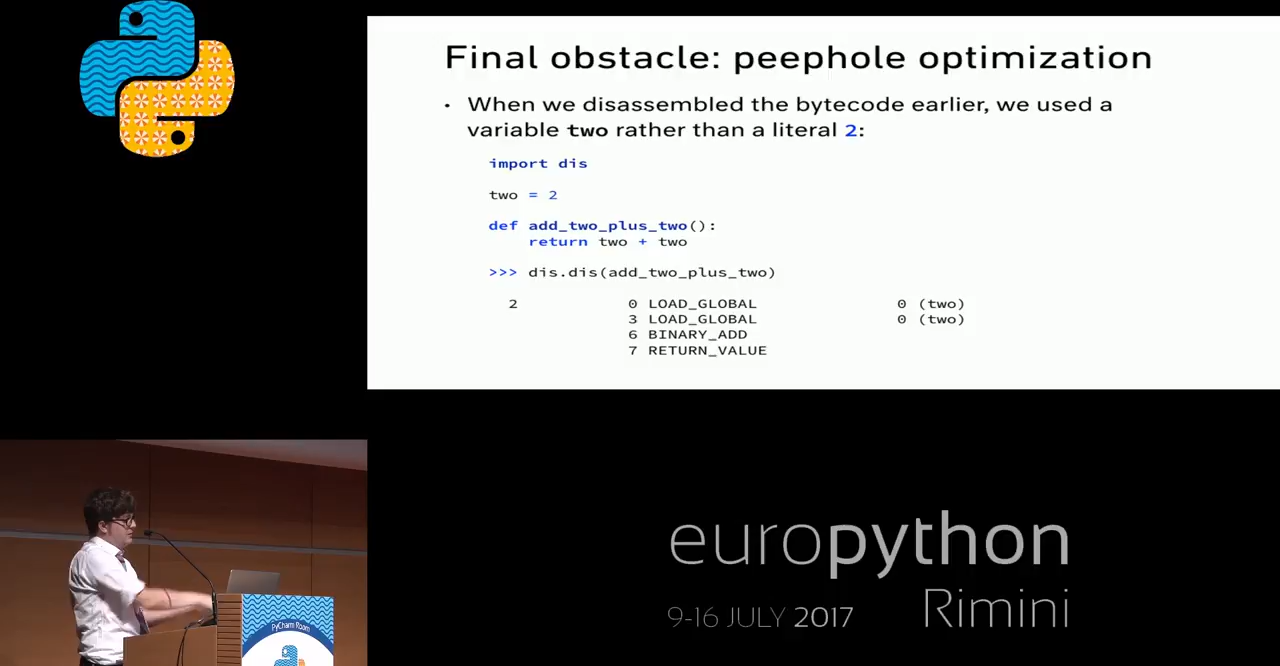 Final obstacle: peephole optimization
• When we disassembled the bytecode earlier, we used a
variable two rather than a literal 2:
import dis
two = 2
def add_two_plus_two():
return two + two
>>> dis.dis(add_two_plus_two)
2 0 LOAD_GLOBAL 0 (two)
3 LOAD_GLOBAL 0 (two)
6 BINARY_ADD
7 RETURN_VALUE
europython
Rimini
9-16 JULY 2017
PyCharm Room